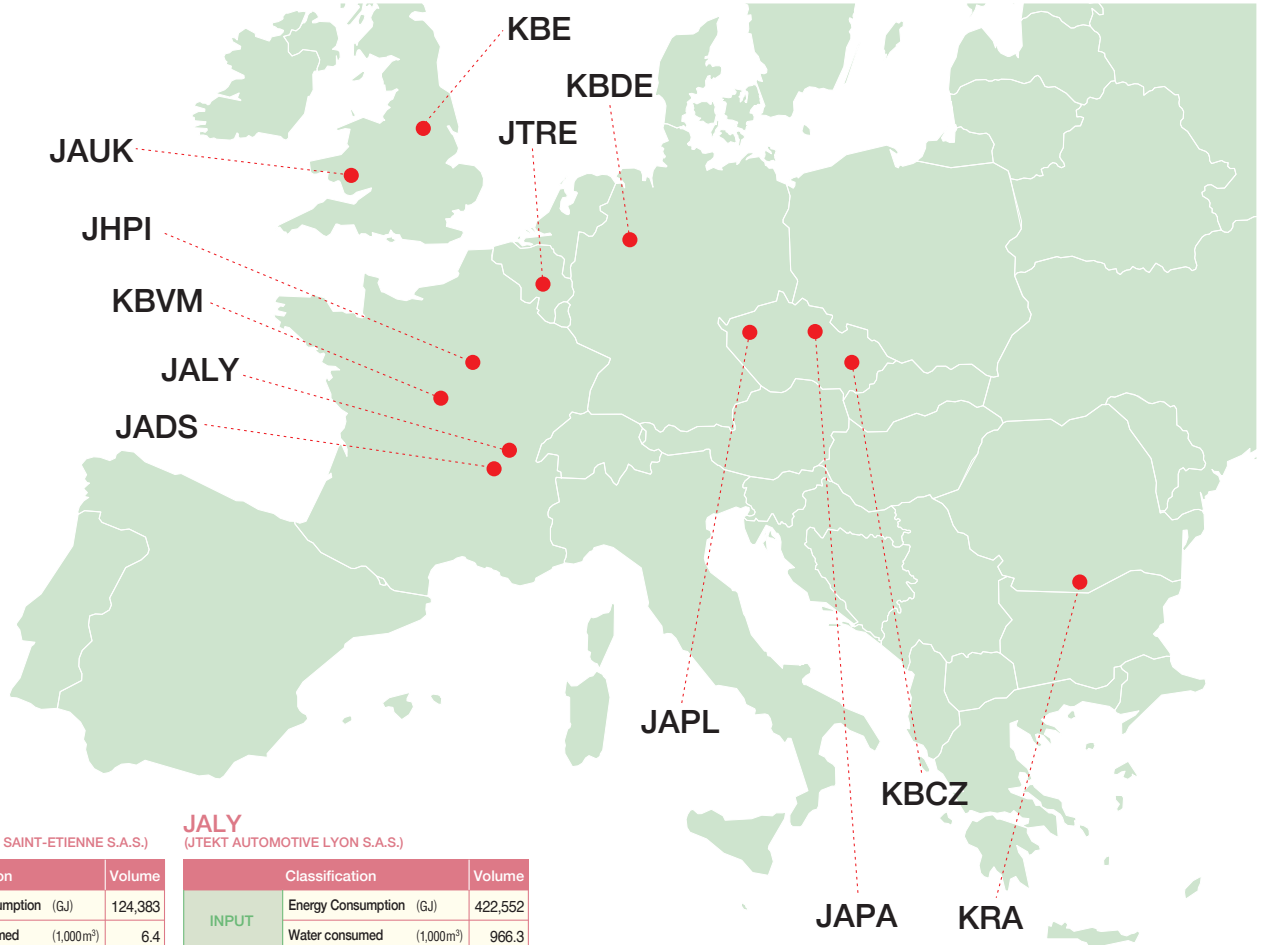 KBE
KBDE
JTRE
JAUK
JHPI
KBVM
JALY
JADS
JAPL
KBCZ
JAPA
KRA
SAINT-ETIENNE S.A.S.)
Volume
(GJ) 124,383
(1,000m³) 6.4
JALY
(JTEKT AUTOMOTIVE LYON S.A.S.)
Classification Volume
INPUT
Energy Consumption (GJ) 422,552
Water consumed (1,000m³) 966.3